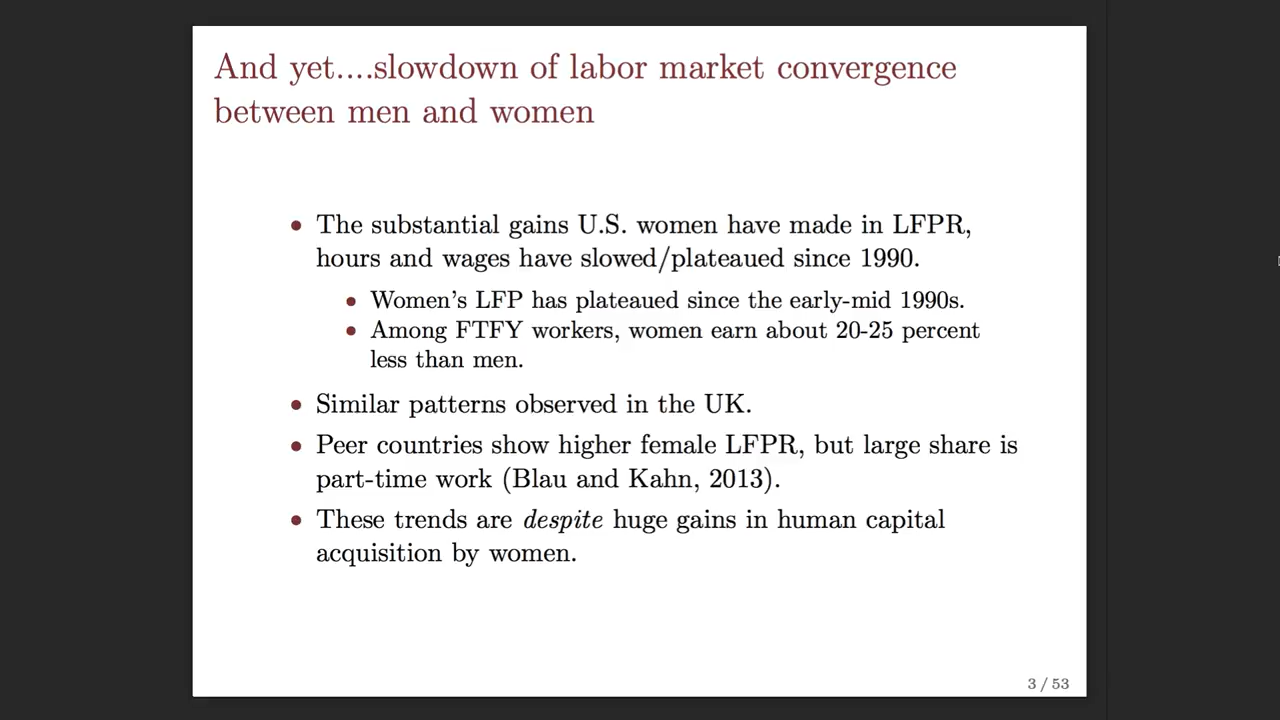 And yet....slowdown of labor market convergence
between men and women
• The substantial gains U.S. women have made in LFPR,
hours and wages have slowed/plateaued since 1990.
• Women's LFP has plateaued since the early-mid 1990s.
• Among FTFY workers, women earn about 20-25 percent
less than men.
• Similar patterns observed in the UK.
• Peer countries show higher female LFPR, but large share is
part-time work (Blau and Kahn, 2013).
• These trends are despite huge gains in human capital
acquisition by women.
3 / 53